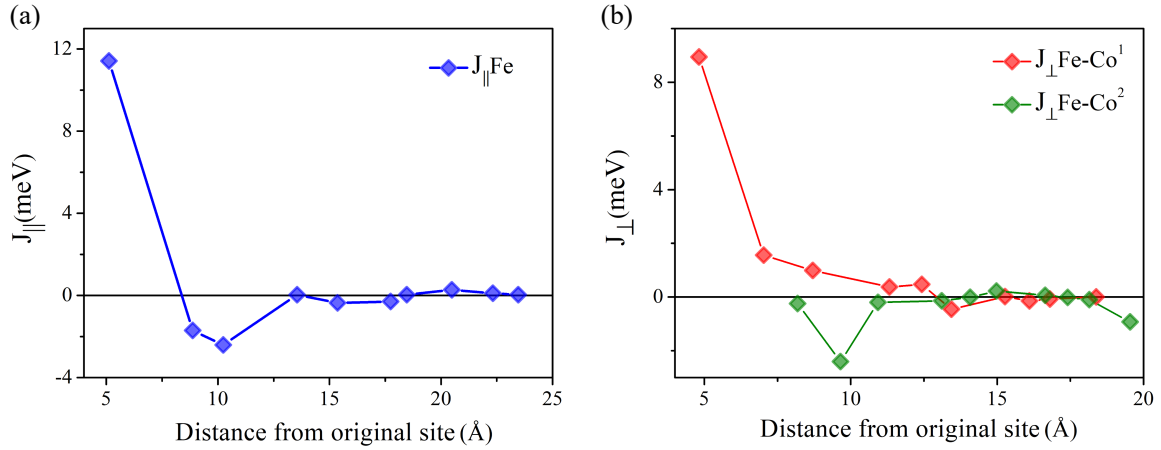 (a)
J∥Fe
12
8
4
0
-4
J∥(meV)
5
10
15
20
25
Distance from original site (Å)
(b)
J⊥Fe-Co¹
J⊥Fe-Co²
8
4
0
J⊥(meV)
5
10
15
20
Distance from original site (Å)